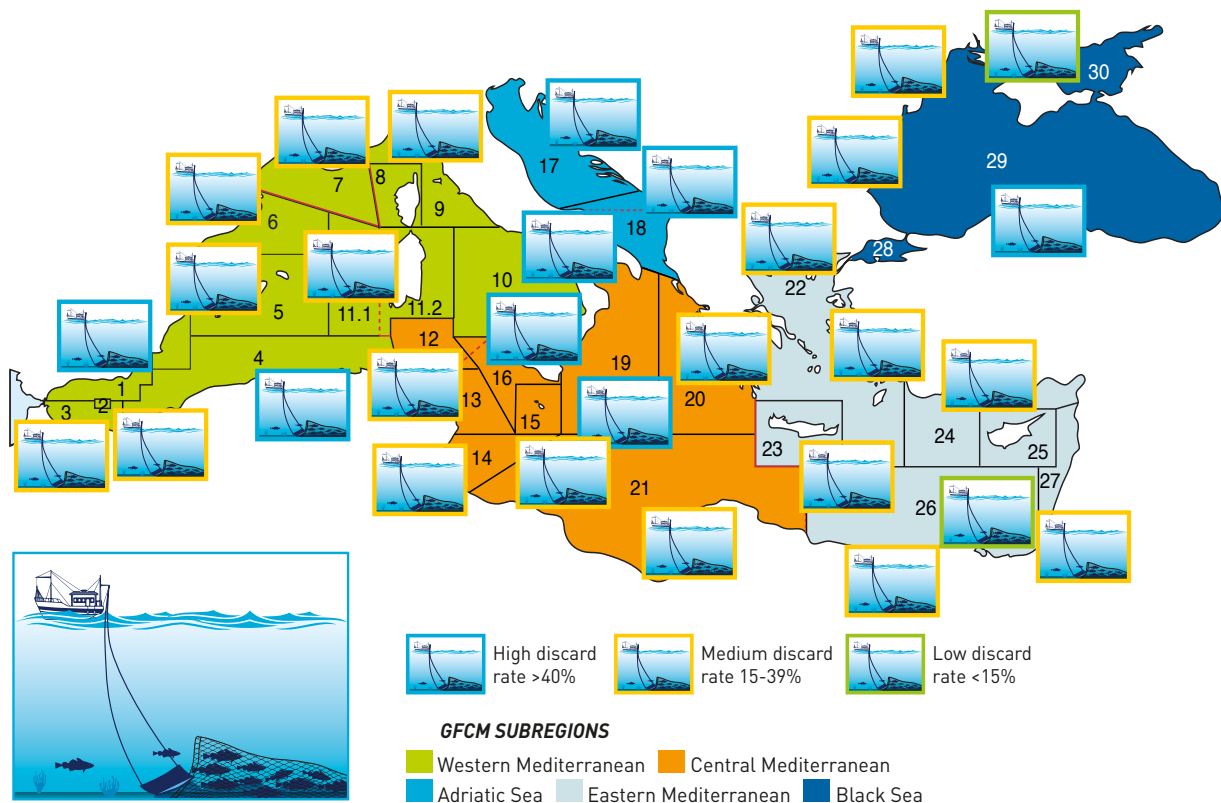 30
17
29
7
8
9
6
18
28
10
22
5
11.1
11.2
12
4
19
16
1
20
2
3
13
15
24
23
25
14
27
21
26
High discard
rate >40%
Medium discard
rate 15-39%
Low discard
rate <15%
GFCM SUBREGIONS
Western Mediterranean
Central Mediterranean
Adriatic Sea
Eastern Mediterranean
Black Sea